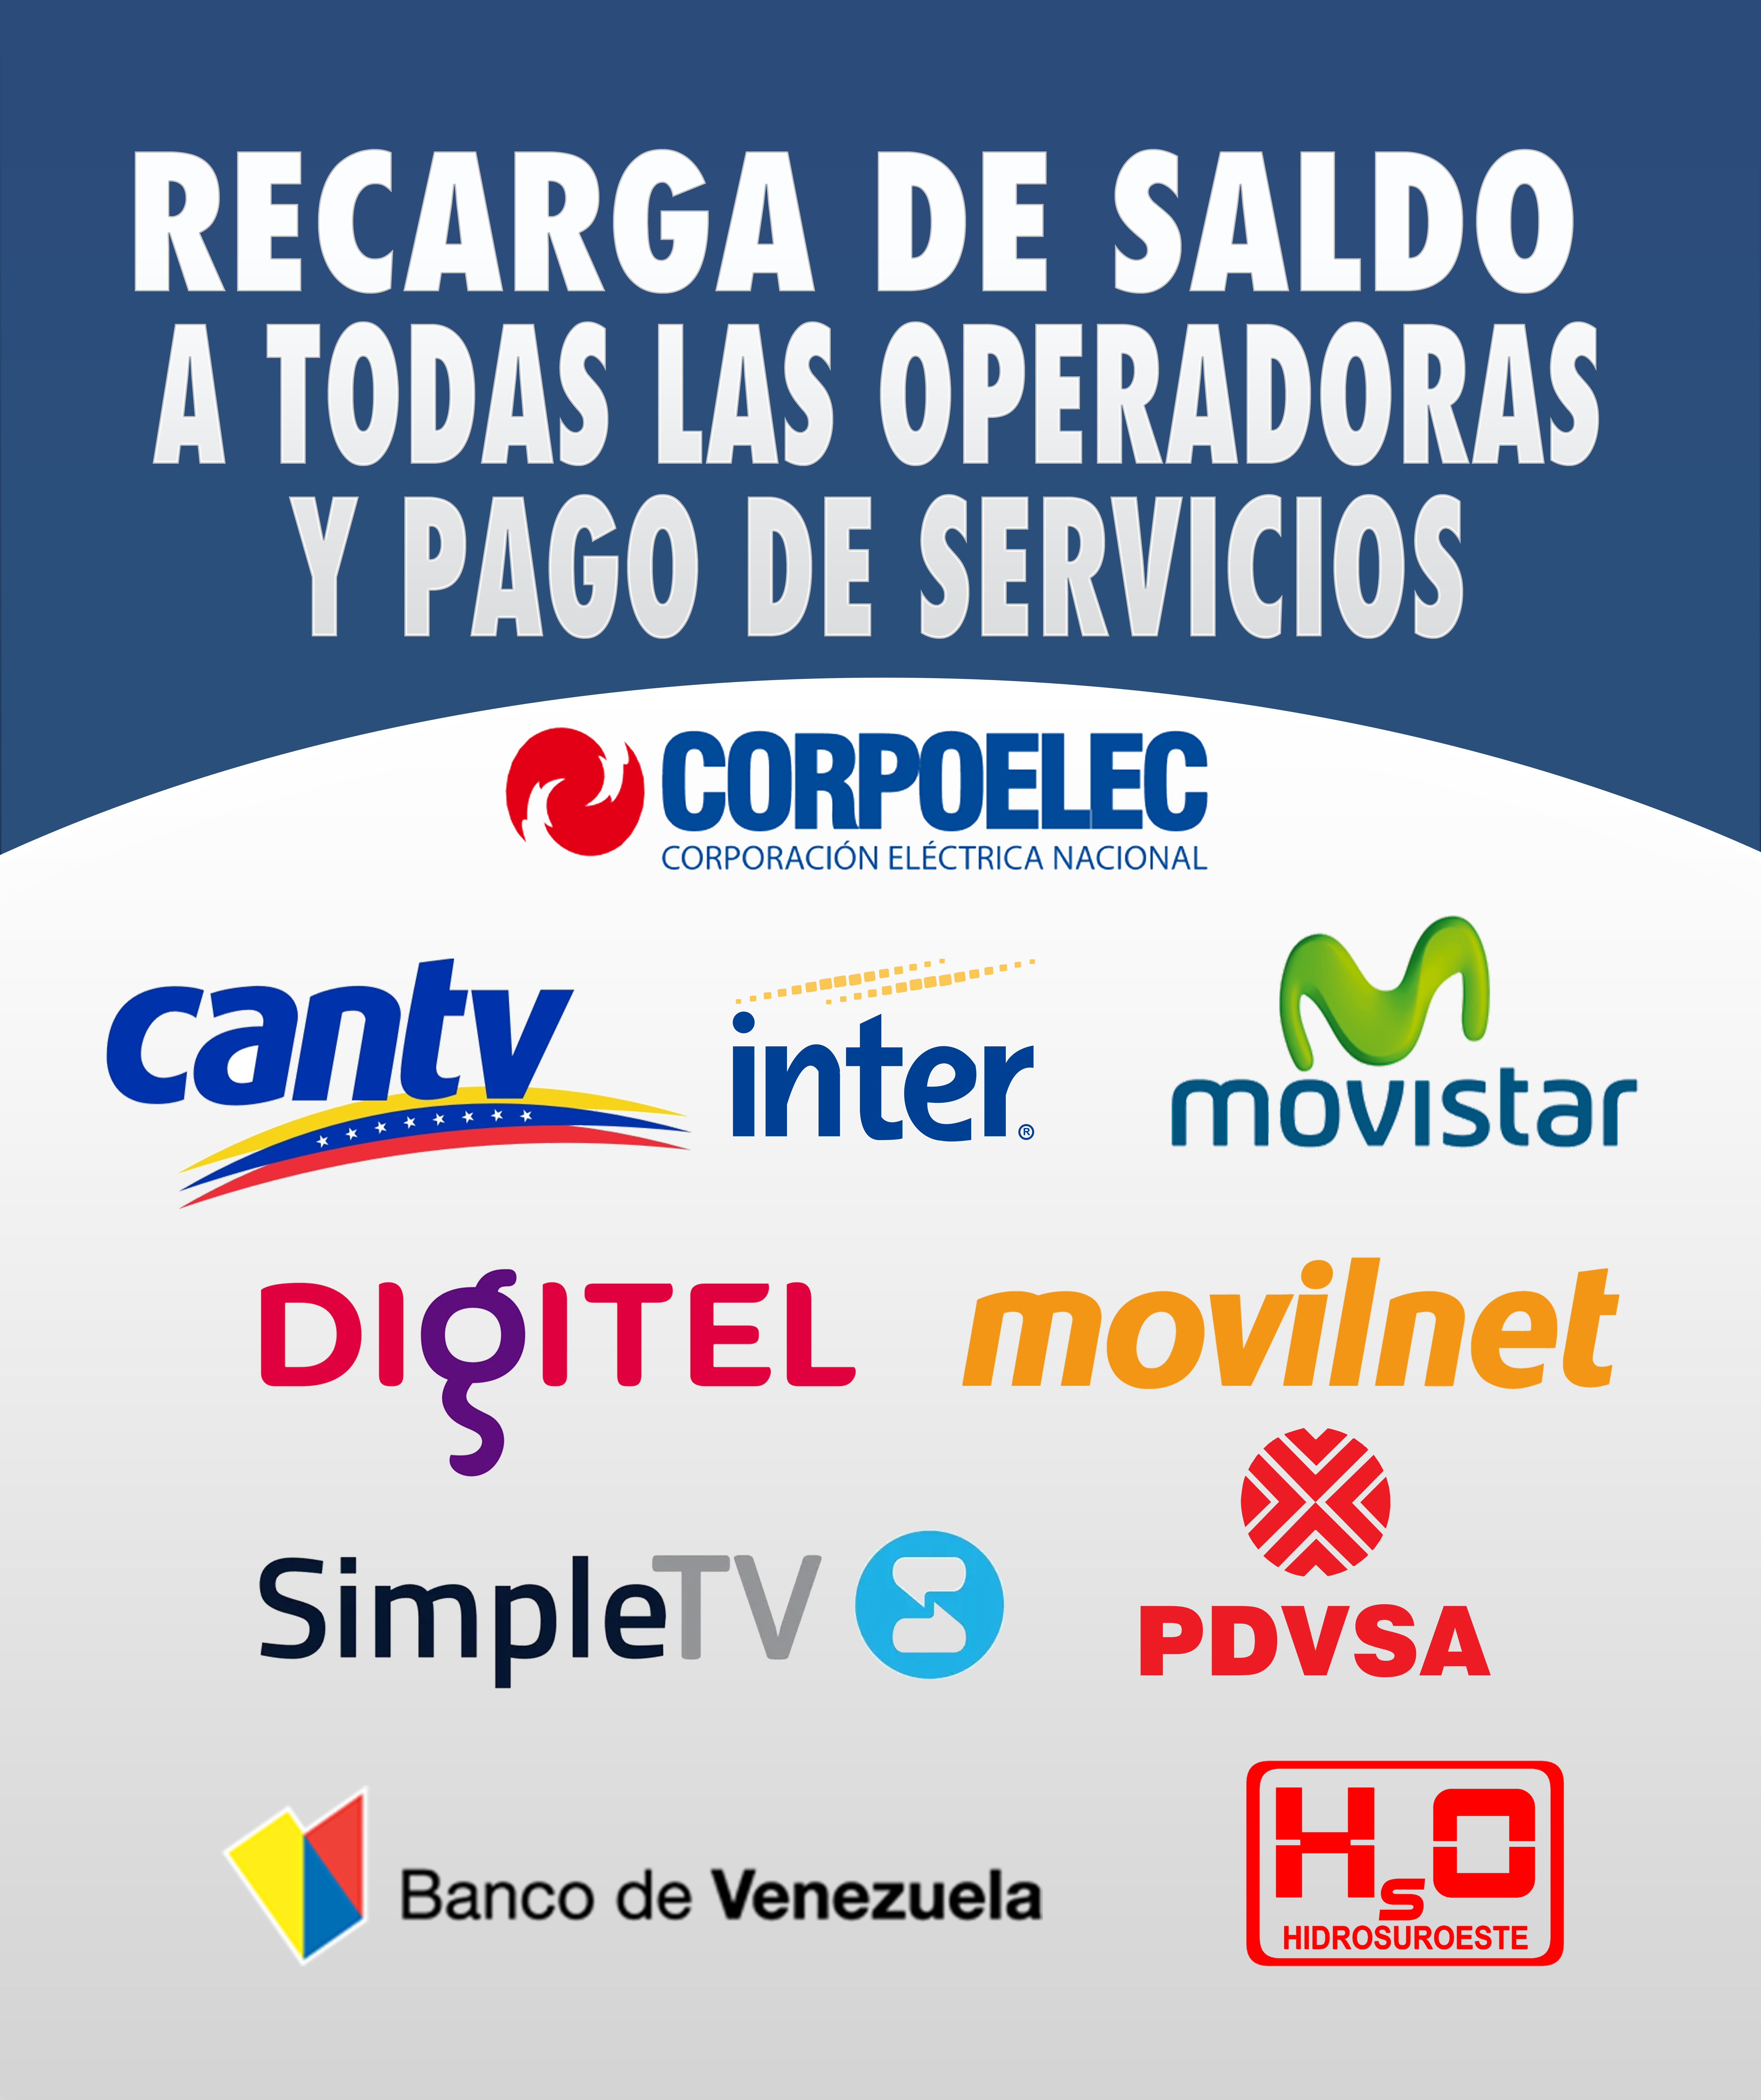 RECARGA DE SALDO
A TODAS LAS OPERADORAS
Y PAGO DE SERVICIOS
CORPOELEC
CORPORACIÓN ELÉCTRICA NACIONAL
cantv
inter®
movistar
DIgITEL
movilnet
SimpleTV
PDVSA
Banco de Venezuela
HsO
HIDROSUROESTE